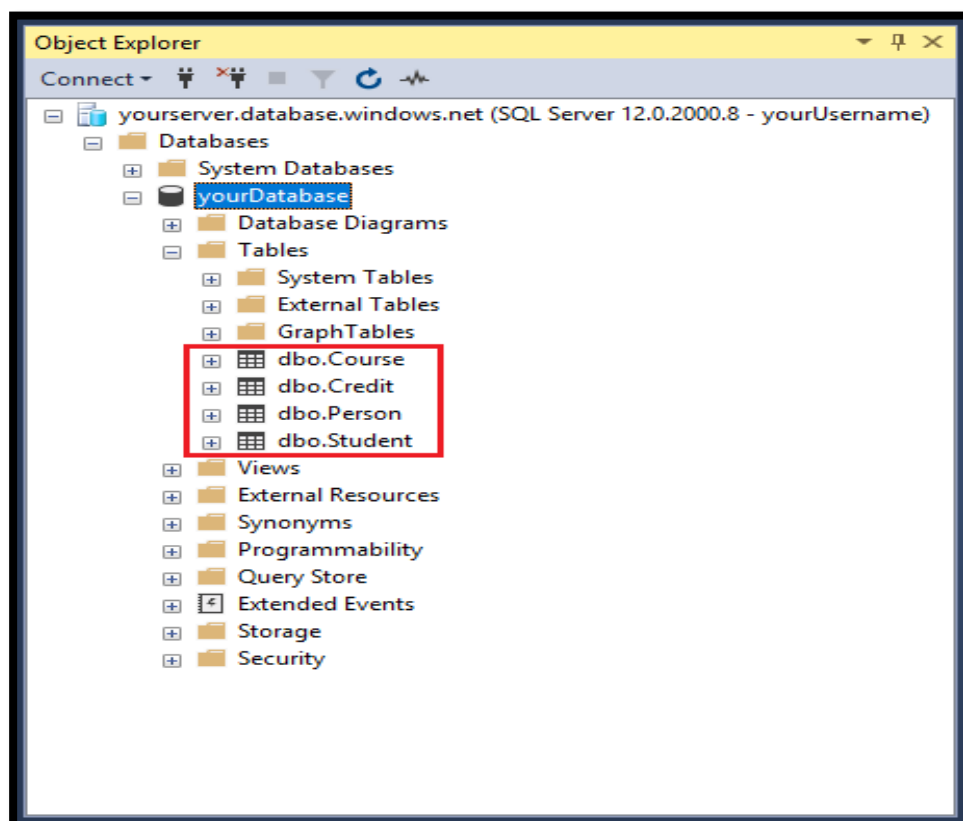 Object Explorer
Connect
yourserver.database.windows.net (SQL Server 12.0.2000.8 - yourUsername)
Databases
System Databases
yourDatabase
Database Diagrams
Tables
System Tables
External Tables
GraphTables
dbo.Course
dbo.Credit
dbo.Person
dbo.Student
Views
External Resources
Synonyms
Programmability
Query Store
Extended Events
Storage
Security